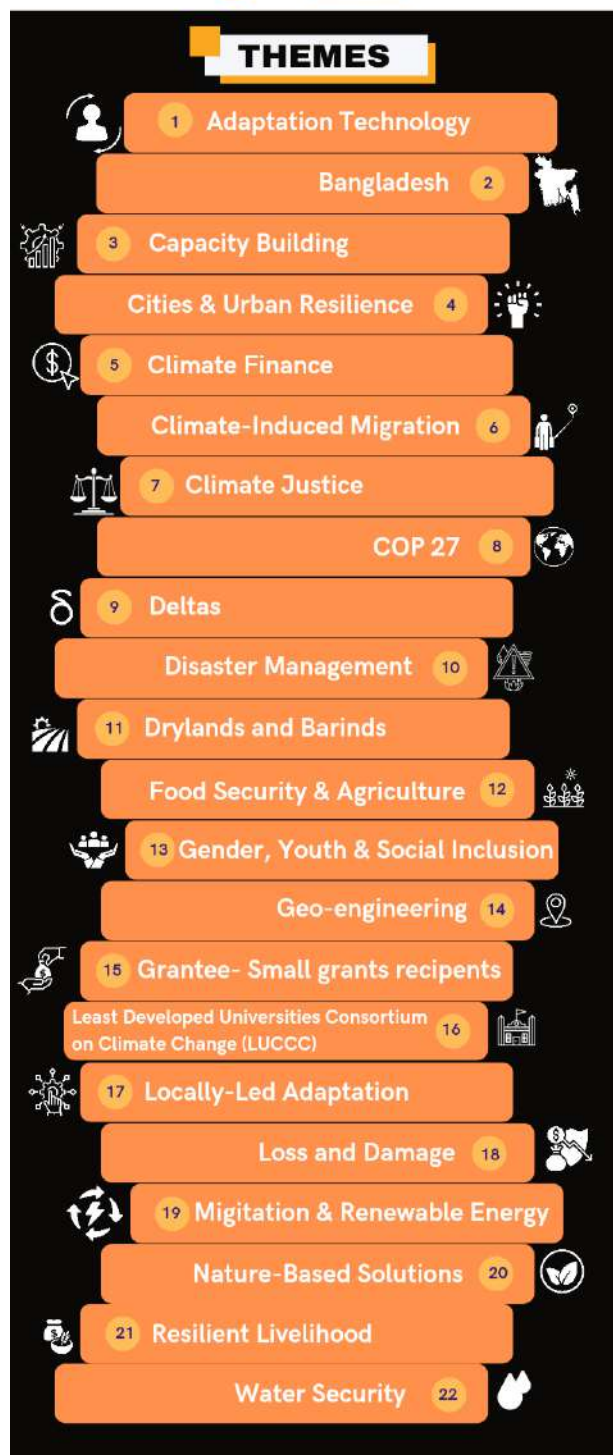 THEMES
1 Adaptation Technology
Bangladesh 2
3 Capacity Building
Cities & Urban Resilience 4
5 Climate Finance
Climate-Induced Migration 6
7 Climate Justice
COP 27 8
9 Deltas
Disaster Management 10
11 Drylands and Barinds
Food Security & Agriculture 12
13 Gender, Youth & Social Inclusion
Geo-engineering 14
15 Grantee- Small grants recipents
Least Developed Universities Consortium
on Climate Change (LUCCC) 16
17 Locally-Led Adaptation
Loss and Damage 18
19 Migitation & Renewable Energy
Nature-Based Solutions 20
21 Resilient Livelihood
Water Security 22